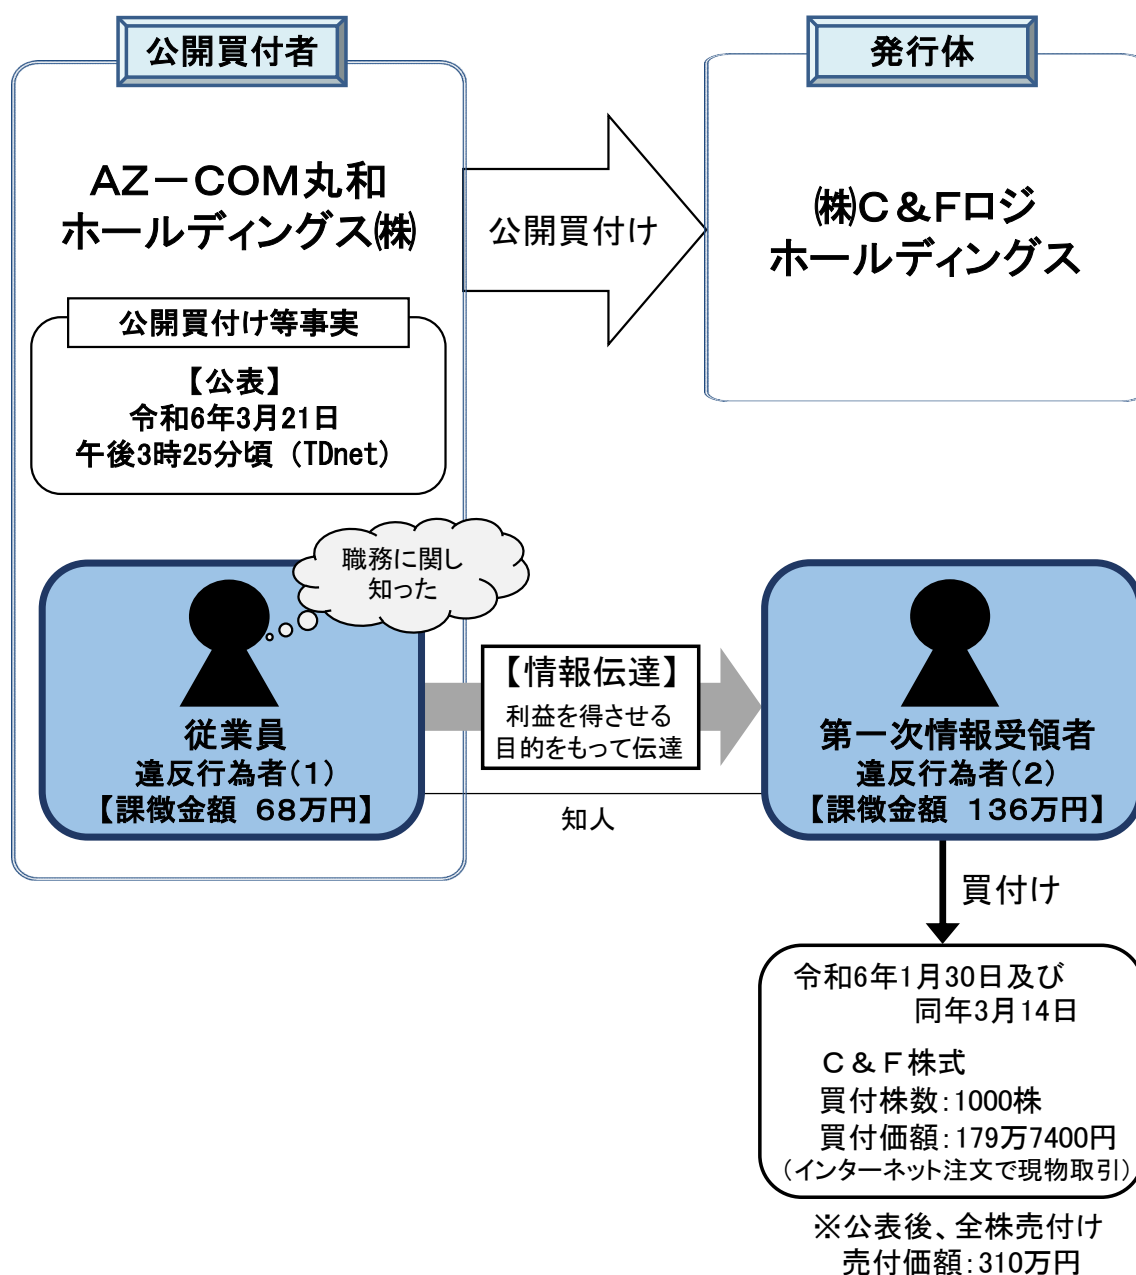 公開買付者
発行体
AZ－COM丸和
ホールディングス㈱
公開買付け
㈱C＆Fロジ
ホールディングス
公開買付け等事実
【公表】
令和6年3月21日
午後3時25分頃（TDnet）
職務に関し
知った
従業員
違反行為者（1）
【課徴金額 68万円】
【情報伝達】
利益を得させる
目的をもって伝達
知人
第一次情報受領者
違反行為者（2）
【課徴金額 136万円】
買付け
令和6年1月30日及び
同年3月14日
C＆F株式
買付株数：1000株
買付価額：179万7400円
（インターネット注文で現物取引）
※公表後、全株売付け
売付価額：310万円